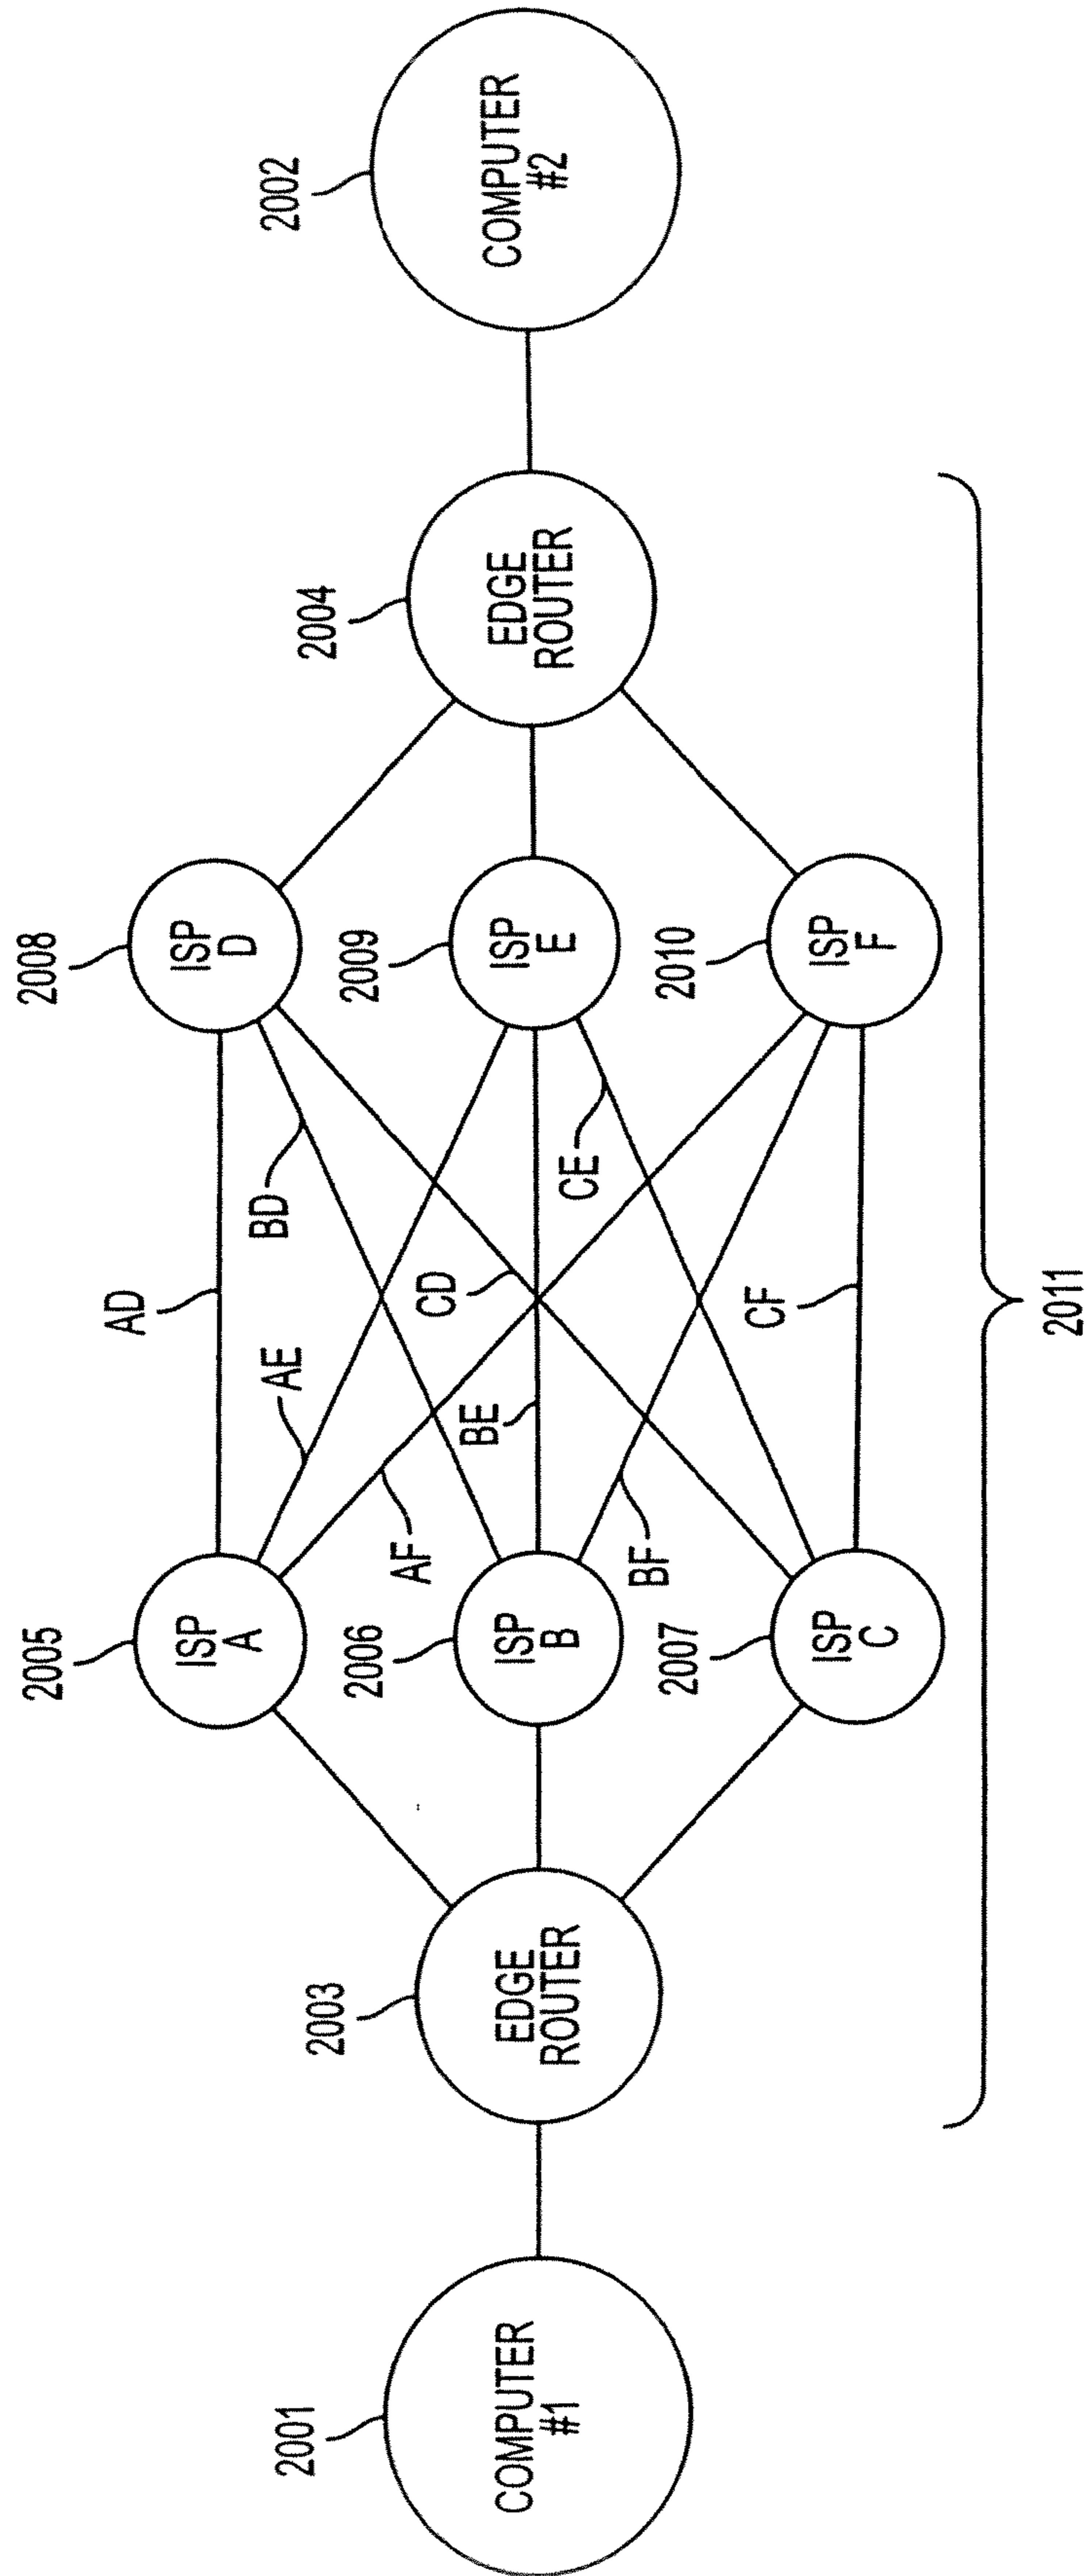 2001
COMPUTER
#1
2003
EDGE
ROUTER
2005
ISP
A
2006
ISP
B
2007
ISP
C
AD
AE
BD
AF
BE
CD
CE
BF
CF
2008
ISP
D
2009
ISP
E
2010
ISP
F
2004
EDGE
ROUTER
2002
COMPUTER
#2
2011